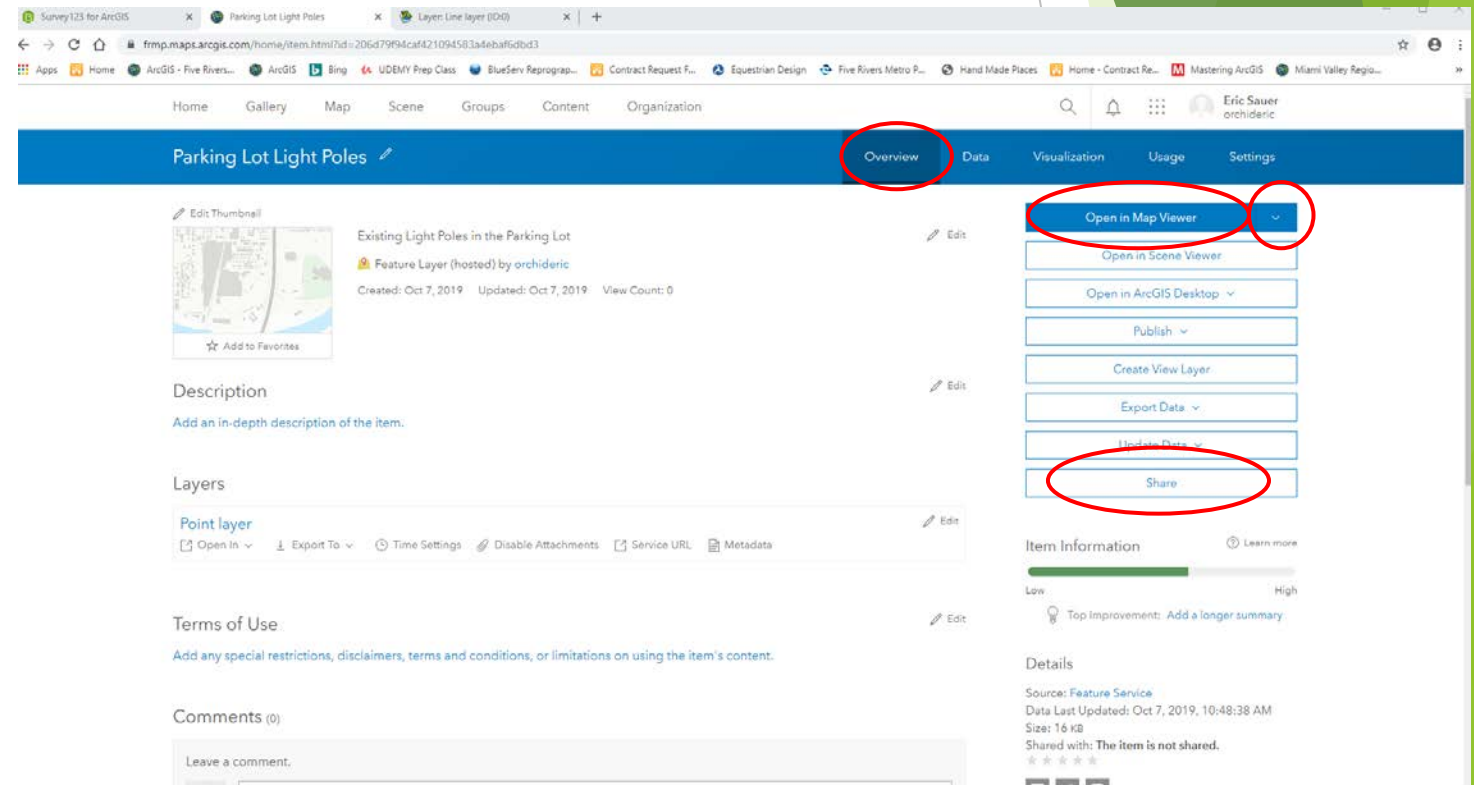 Survey123 for ArcGIS
Parking Lot Light Poles
Layer: Line layer (ID:0)
frmp.maps.arcgis.com/home/item.html?id=206d79f94caf421094583a4ebaf6dbd3
Apps Home ArcGIS - Five Rivers... ArcGIS Bing UDEMY Prep Class BlueServ Reprograp... Contract Request F... Equestrian Design Five Rivers Metro P... Hand Made Places Home - Contract Re... Mastering ArcGIS Miami Valley Regio... »
Home Gallery Map Scene Groups Content Organization
Eric Sauer
orchideric
Parking Lot Light Poles
Overview Data Visualization Usage Settings
Edit Thumbnail
Add to Favorites
Existing Light Poles in the Parking Lot
Edit
Feature Layer (hosted) by orchideric
Created: Oct 7, 2019 Updated: Oct 7, 2019 View Count: 0
Description
Edit
Add an in-depth description of the item.
Layers
Point layer
Edit
Open In Export To Time Settings Disable Attachments Service URL Metadata
Terms of Use
Edit
Add any special restrictions, disclaimers, terms and conditions, or limitations on using the item's content.
Comments (0)
Leave a comment.
Open in Map Viewer
Open in Scene Viewer
Open in ArcGIS Desktop
Publish
Create View Layer
Export Data
Update Data
Share
Item Information
Learn more
Low High
Top Improvement: Add a longer summary
Details
Source: Feature Service
Data Last Updated: Oct 7, 2019, 10:48:38 AM
Size: 16 KB
Shared with: The item is not shared.